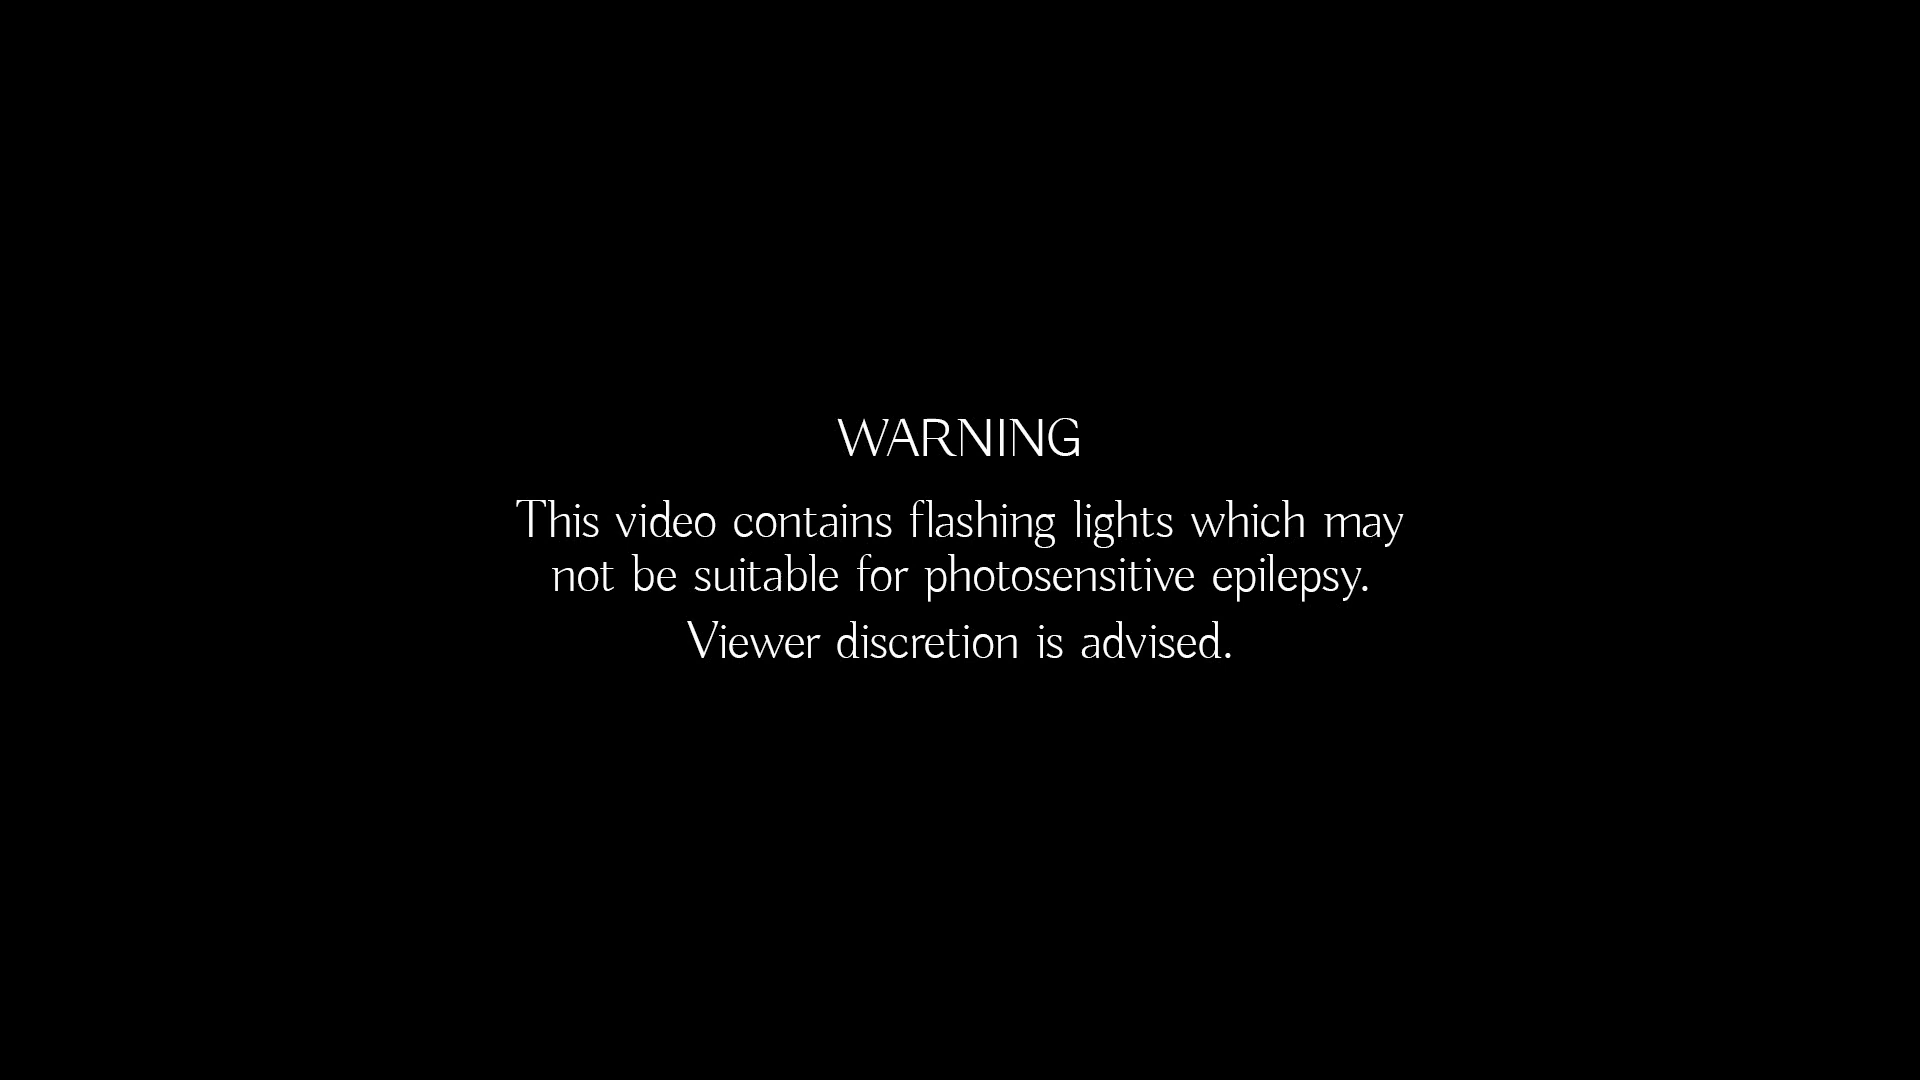 WARNING
This video contains flashing lights which may
not be suitable for photosensitive epilepsy.
Viewer discretion is advised.